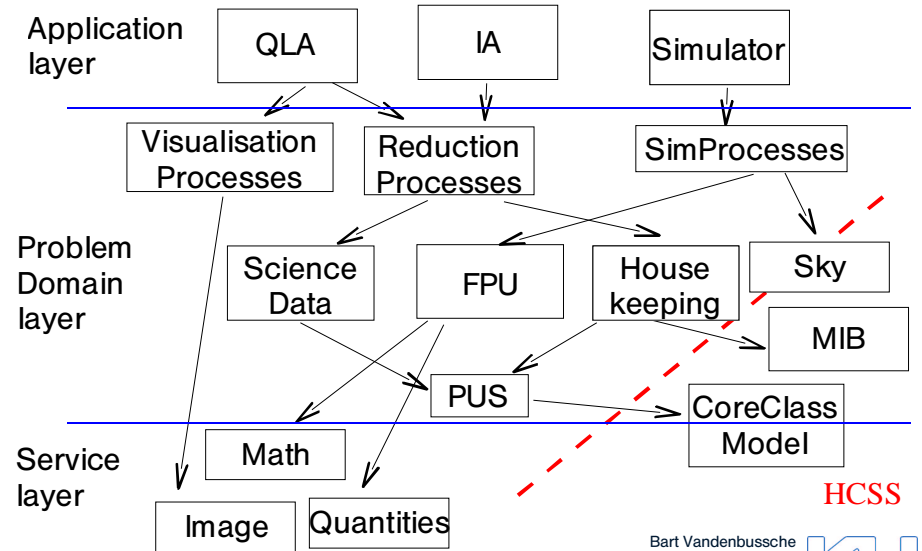 Application
layer
QLA
IA
Simulator
Visualisation
Processes
Reduction
Processes
SimProcesses
Problem
Domain
layer
Science
Data
FPU
House
keeping
Sky
MIB
PUS
CoreClass
Model
Service
layer
Math
Image
Quantities
HCSS
Bart Vandenbussche